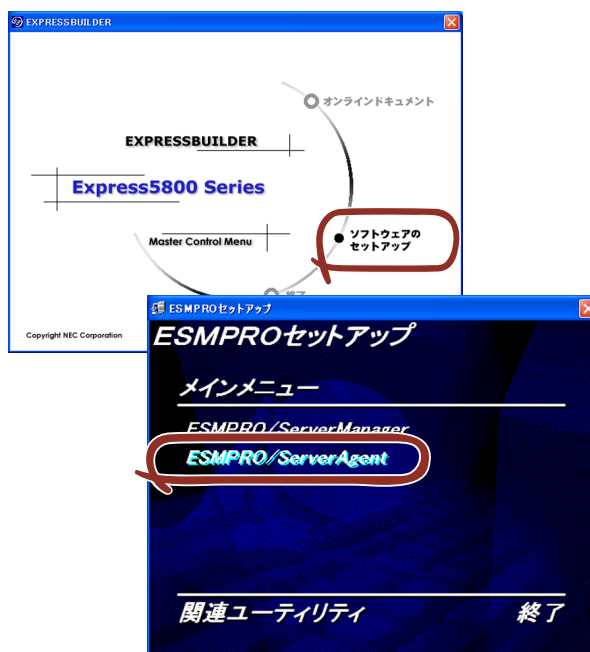 EXPRESSBUILDER
オンラインドキュメント
EXPRESSBUILDER
Express5800 Series
ソフトウェアの
セットアップ
Master Control Menu
終了
Copyright NEC Corporation
ESMPROセットアップ
ESMPROセットアップ
メインメニュー
ESMPRO/ServerManager
ESMPRO/ServerAgent
関連ユーティリティ
終了